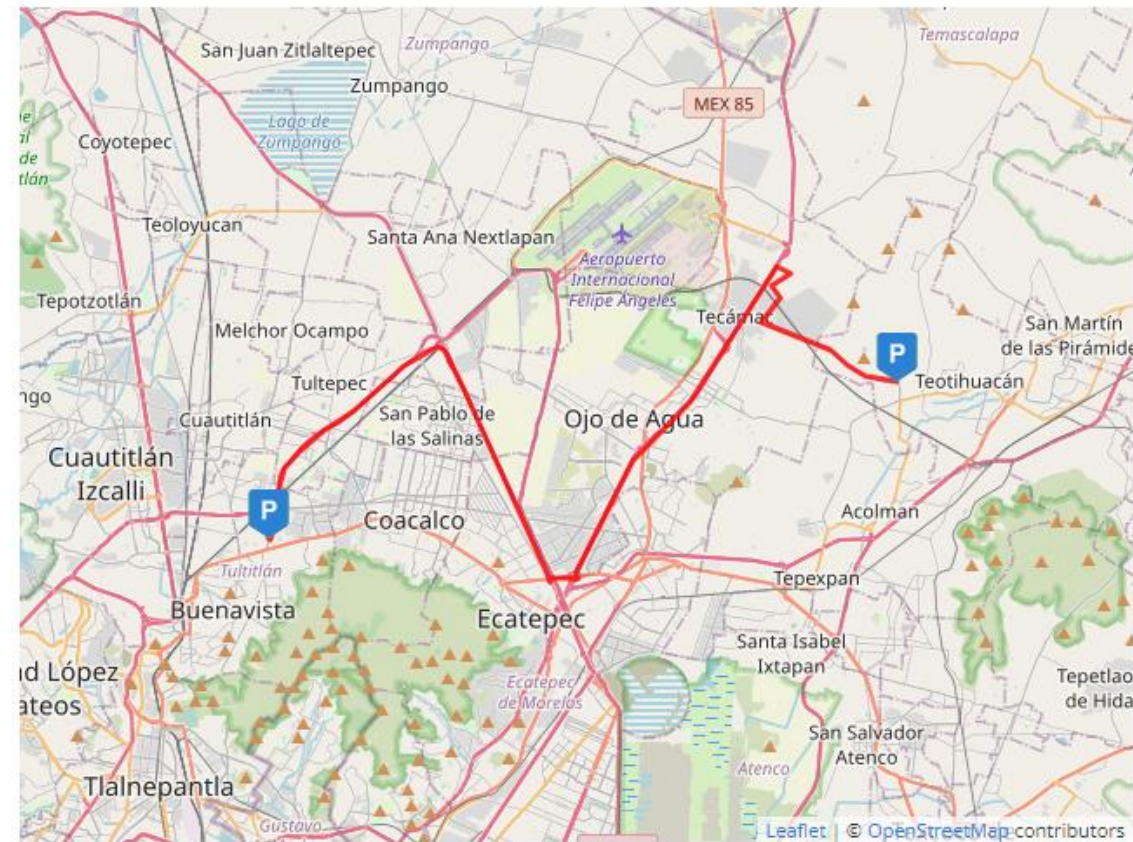 San Juan Zitlaltepec
Zumpango
Temascalapa
Zumpango
MEX 85
Lago de
Zumpango
Coyotepec
Teoloyucan
Santa Ana Nextlapan
Aeropuerto
Internacional
Felipe Ángeles
Tepotzotlán
Melchor Ocampo
Tecámac
San Martín
de las Pirámide
P
Teotihuacán
Tultepec
San Pablo de
las Salinas
Ojo de Agua
Cuautitlán
Cuautitlán
Izcalli
P
Coacalco
Acolman
Tultitlán
Tepexpan
Buenavista
Ecatepec
Santa Isabel
Ixtapan
ad López
ateos
Ecatepec
de Morelos
Tepetlao
de Hida
San Salvador
Atenco
Atenco
Tlalnepantla
Gustavo
Leaflet | © OpenStreetMap contributors